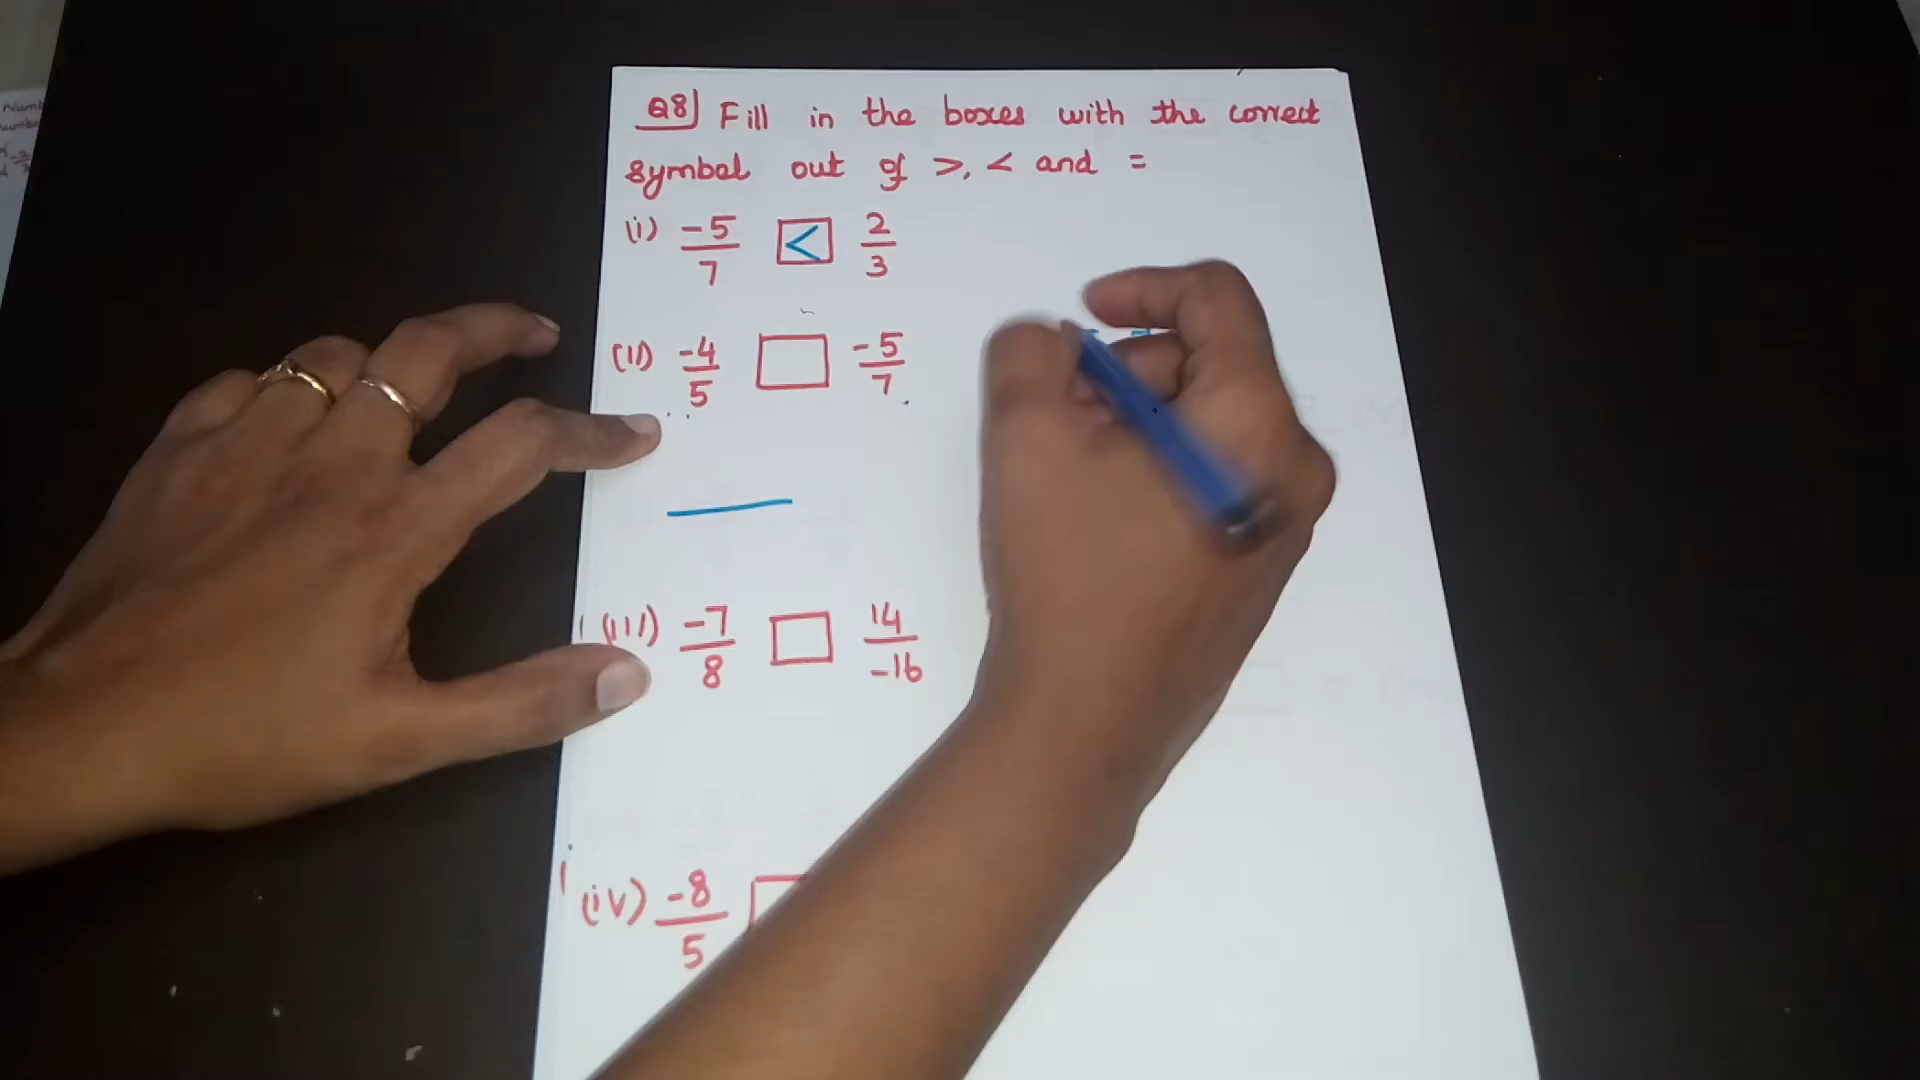 Q8] Fill in the boxes with the correct
symbol out of >, < and =
(i) -5/7 [<] 2/3
(ii) -4/5 [ ] -5/7
(iii) -7/8 [ ] 14/-16
(iv) -8/5